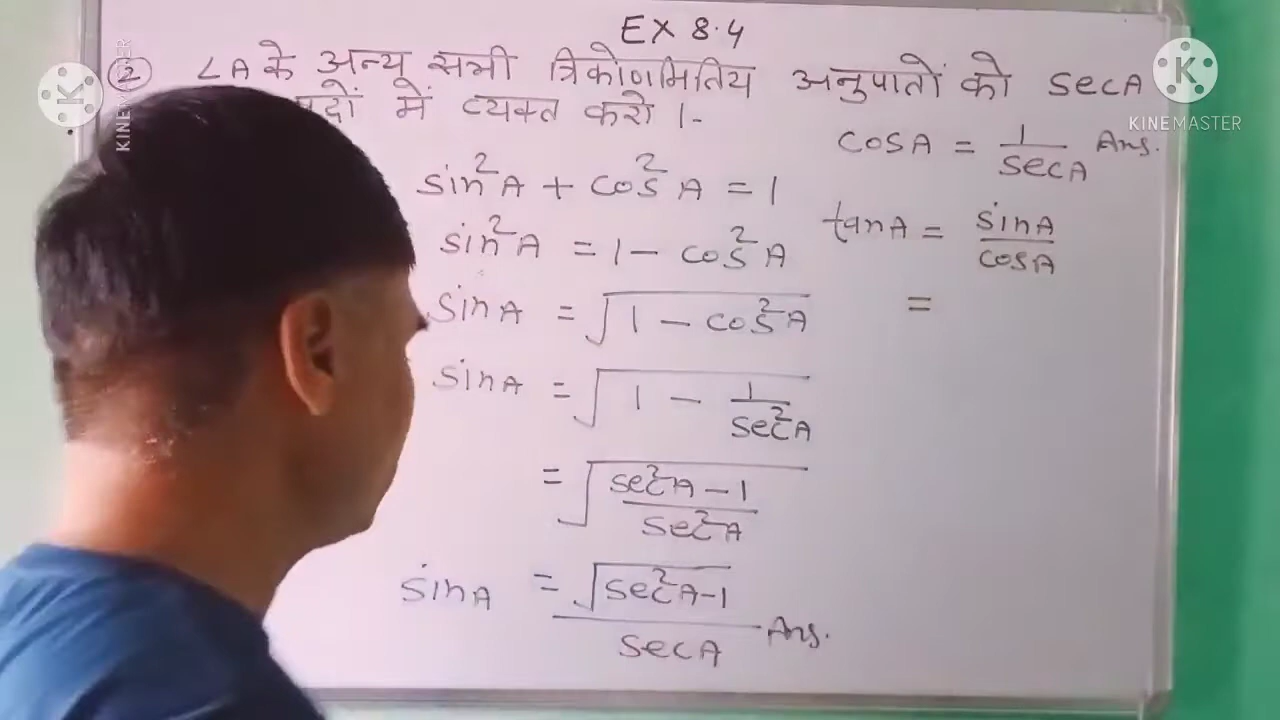 EX 8.4
② ∠A के अन्य सभी त्रिकोणमितिय अनुपातों को secA
पदों में व्यक्त करो ।-
cosA = 1/secA Ans.
sin²A + cos²A = 1
sin²A = 1 - cos²A
sinA = √(1 - cos²A)
sinA = √(1 - 1/sec²A)
= √((sec²A - 1)/sec²A)
sinA = √(sec²A-1)/secA Ans.
tanA = sinA/cosA
=
KINEMASTER
KINEMASTER